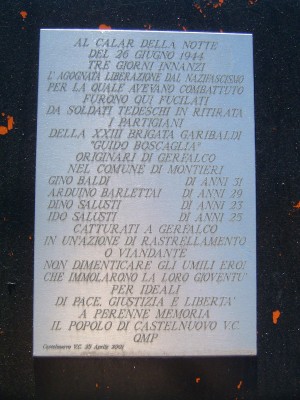 AL CALAR DELLA NOTTE
DEL 26 GIUGNO 1944
TRE GIORNI INNANZI
L'AGOGNATA LIBERAZIONE DAL NAZIFASCISMO
PER LA QUALE AVEVANO COMBATTUTO
FURONO QUI FUCILATI
DA SOLDATI TEDESCHI IN RITIRATA
I PARTIGIANI
DELLA XXIII BRIGATA GARIBALDI
"GUIDO BOSCAGLIA"
ORIGINARI DI GERFALCO
NEL COMUNE DI MONTIERI
GINO BALDI DI ANNI 31
ARDUINO BARLETTAI DI ANNI 29
DINO SALUSTI DI ANNI 23
IDO SALUSTI DI ANNI 25
CATTURATI A GERFALCO
IN UN'AZIONE DI RASTRELLAMENTO
O VIANDANTE
NON DIMENTICARE GLI UMILI EROI
CHE IMMOLARONO LA LORO GIOVENTU'
PER IDEALI
DI PACE, GIUSTIZIA E LIBERTA'
A PERENNE MEMORIA
IL POPOLO DI CASTELNUOVO V.C.
QMP
Castelnuovo V.C. 25 Aprile 2001